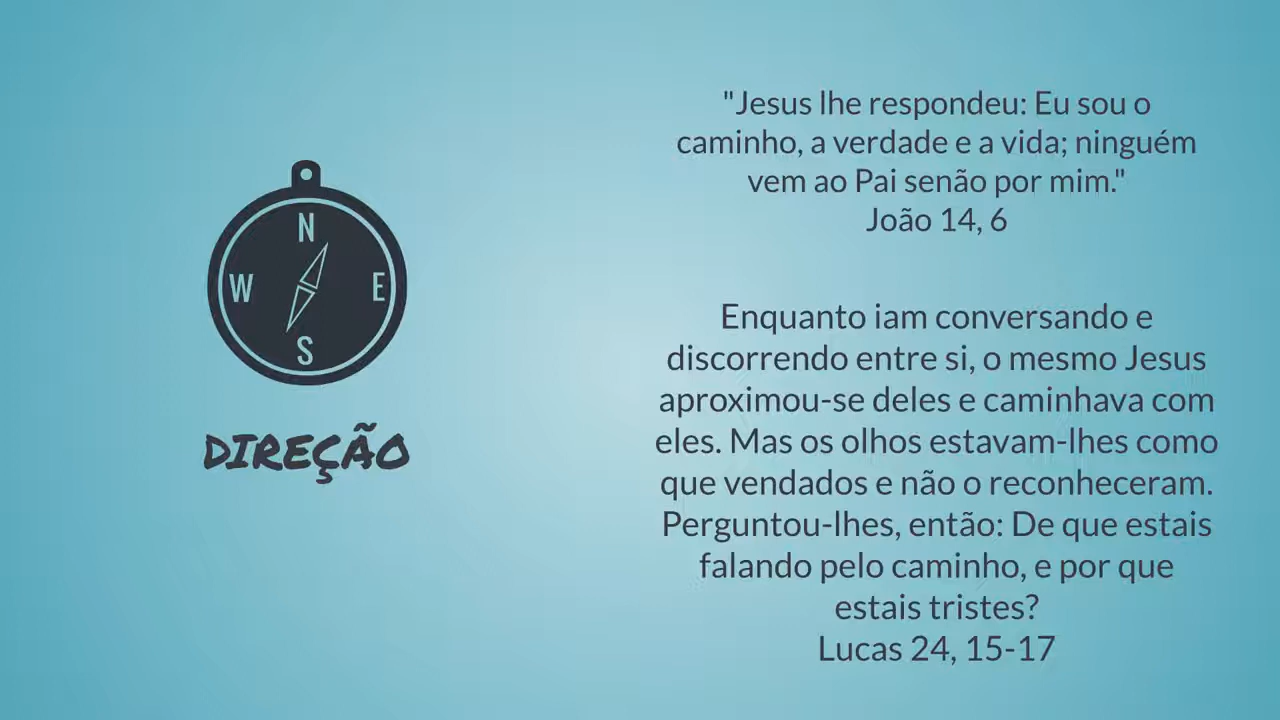 N
W
E
S
DIREÇÃO
"Jesus lhe respondeu: Eu sou o
caminho, a verdade e a vida; ninguém
vem ao Pai senão por mim."
João 14, 6
Enquanto iam conversando e
discorrendo entre si, o mesmo Jesus
aproximou-se deles e caminhava com
eles. Mas os olhos estavam-lhes como
que vendados e não o reconheceram.
Perguntou-lhes, então: De que estais
falando pelo caminho, e por que
estais tristes?
Lucas 24, 15-17